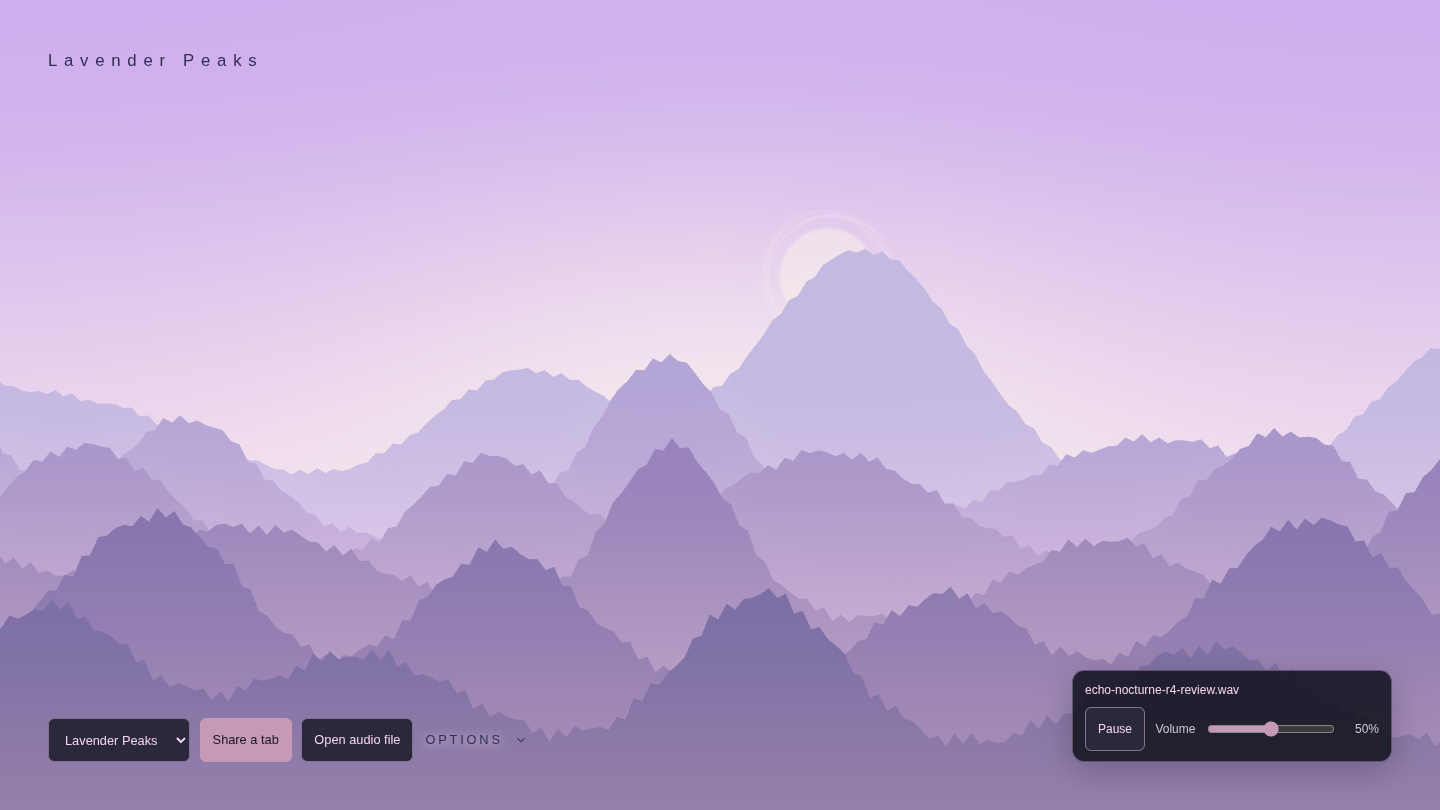 Lavender Peaks
echo-nocturne-r4-review.wav
Pause Volume 50%
Lavender Peaks Share a tab Open audio file OPTIONS